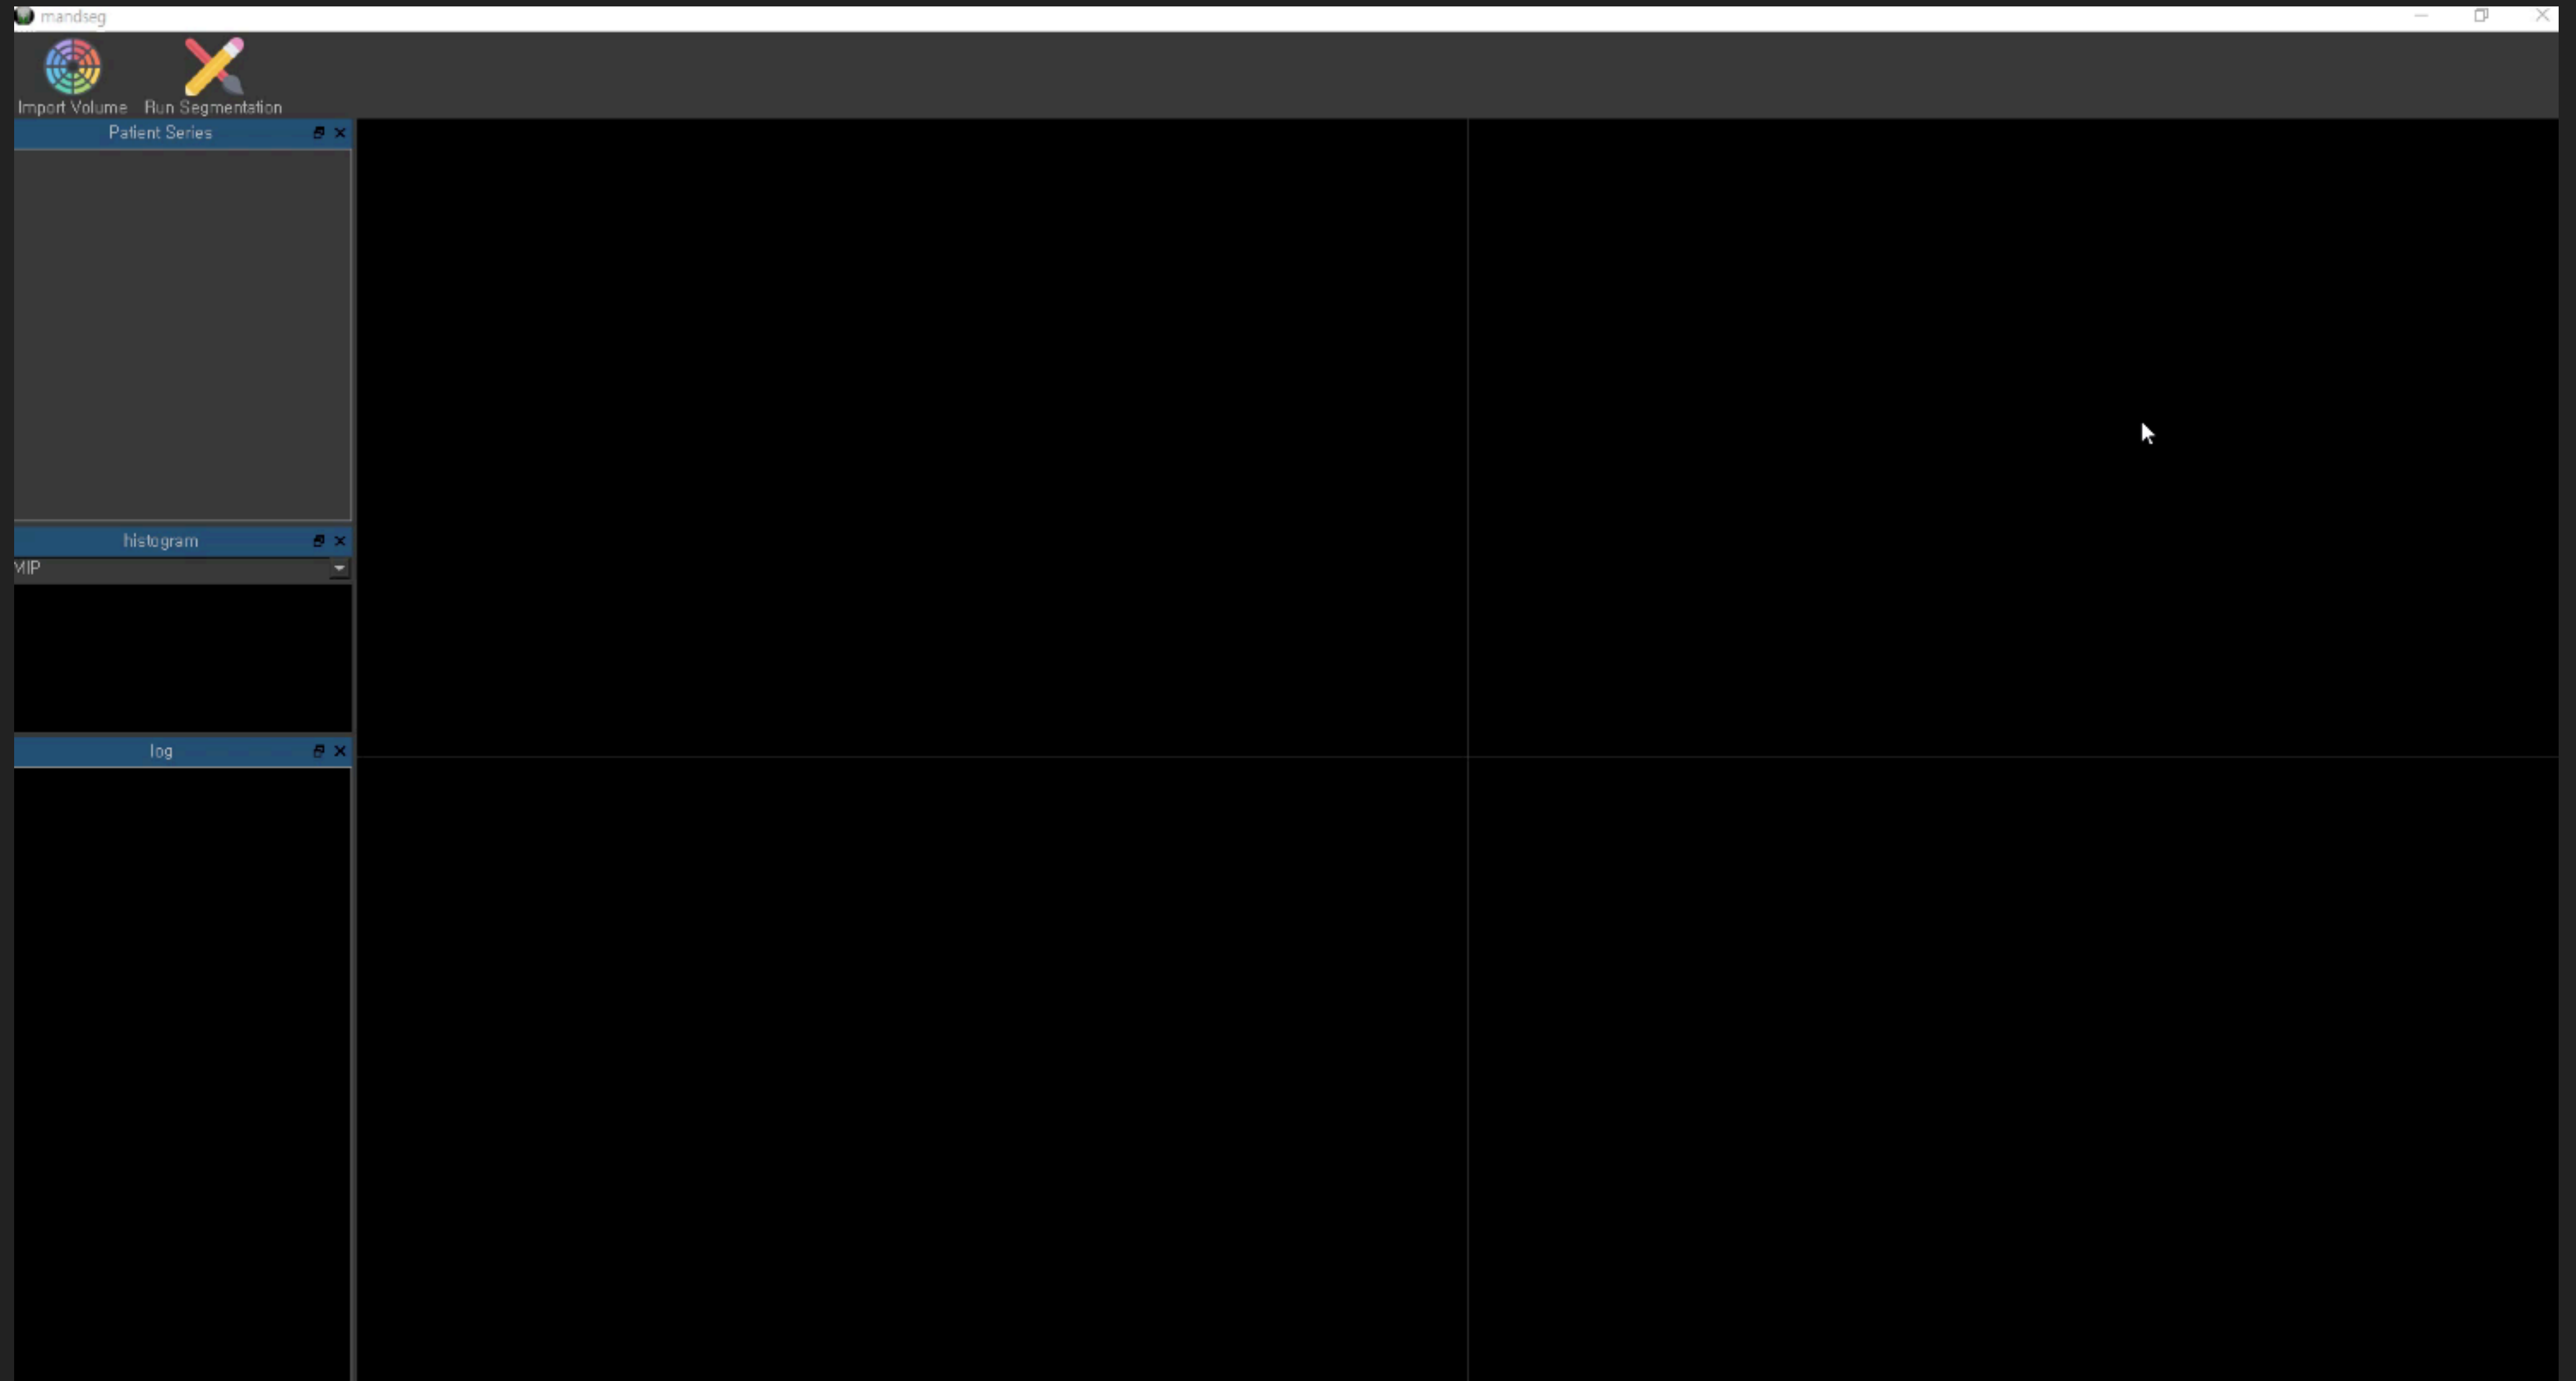 mandseg
Import Volume Run Segmentation
Patient Series
histogram
MIP
log